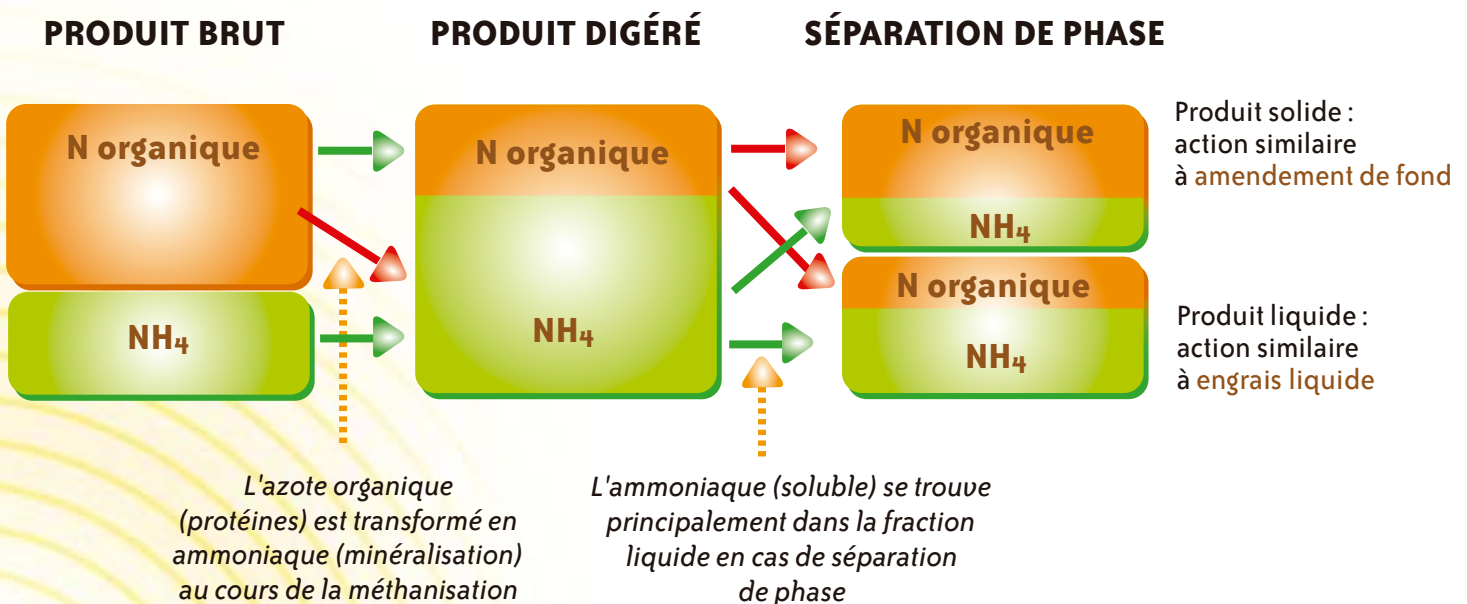 PRODUIT BRUT
PRODUIT DIGÉRÉ
SÉPARATION DE PHASE
N organique
NH₄
N organique
NH₄
N organique
NH₄
N organique
NH₄
Produit solide :
action similaire
à amendement de fond
Produit liquide :
action similaire
à engrais liquide
L'azote organique
(protéines) est transformé en
ammoniaque (minéralisation)
au cours de la méthanisation
L'ammoniaque (soluble) se trouve
principalement dans la fraction
liquide en cas de séparation
de phase